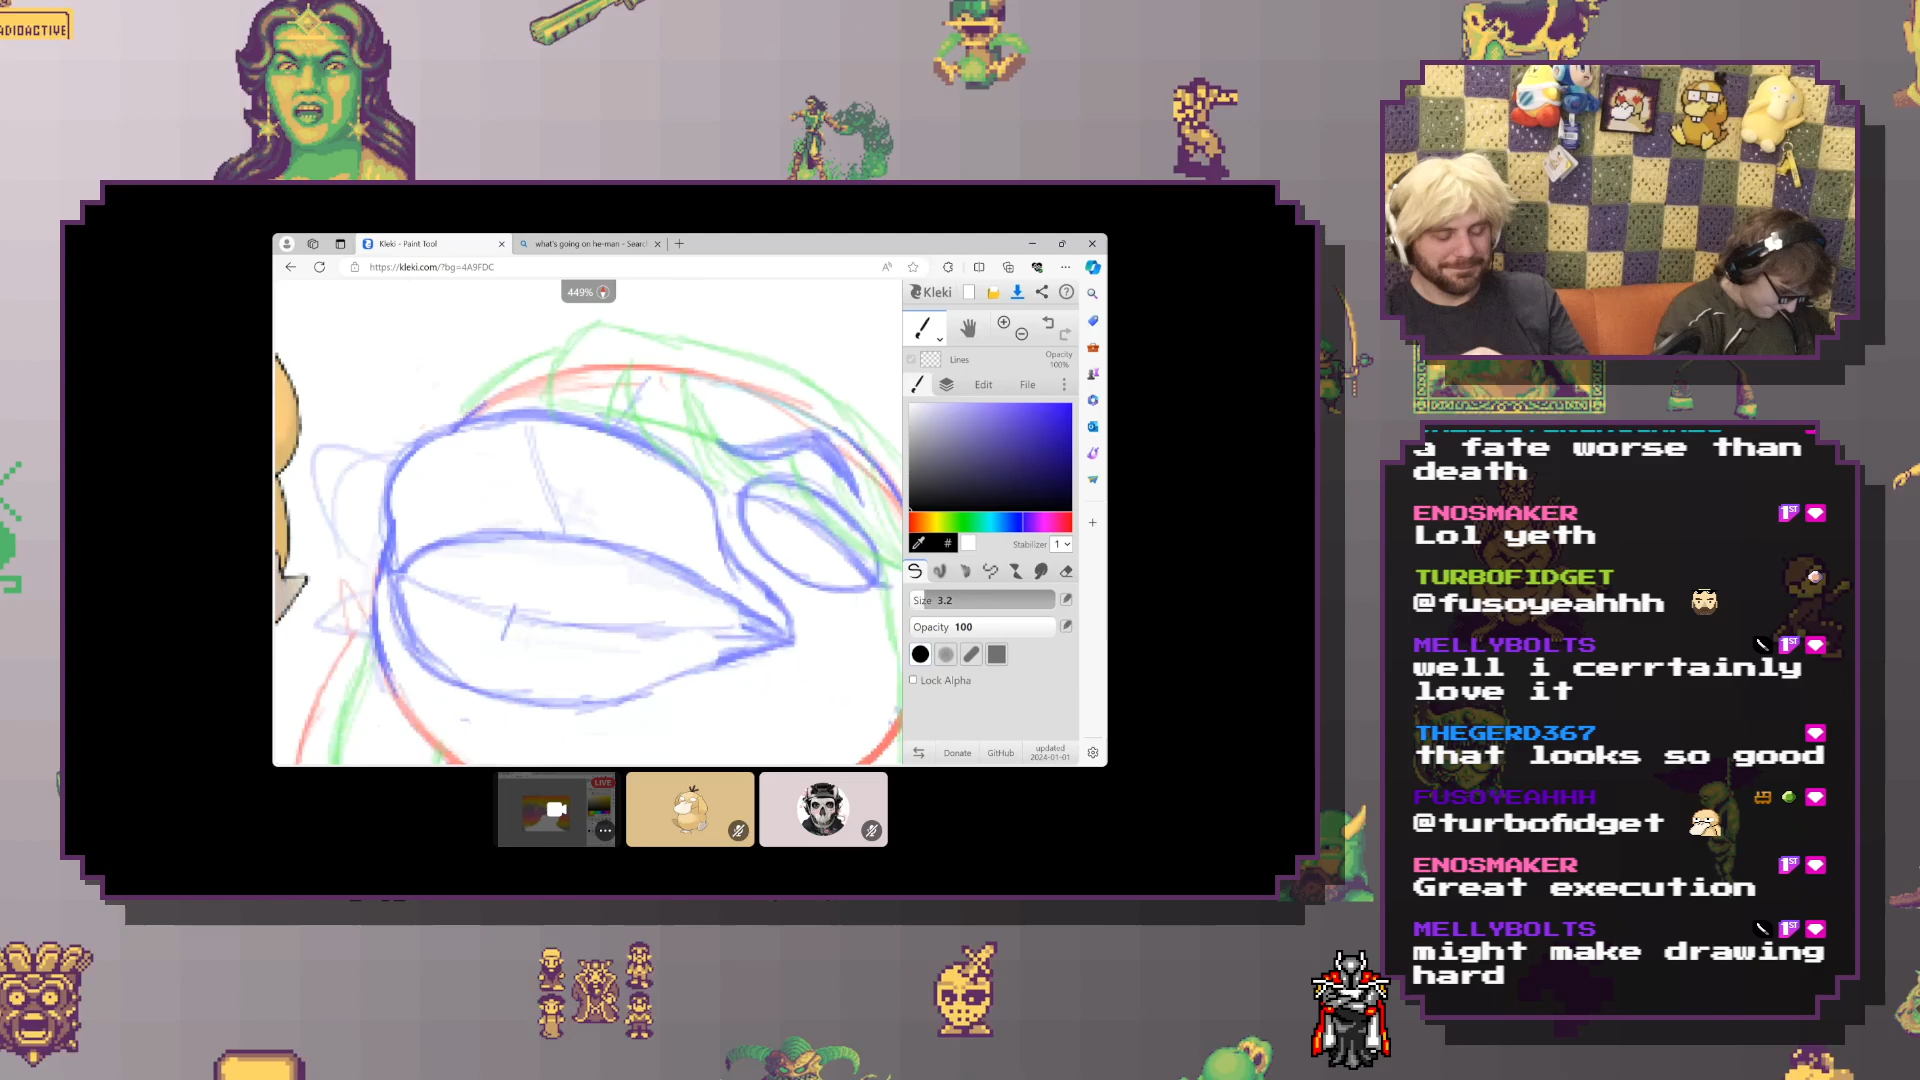 ADIOACTIVE
Kleki - Paint Tool
what's going on he-man - Searc
https://kleki.com/?bg=4A9FDC
449%
Kleki
Lines
Opacity
100%
Edit
File
#
Stabilizer 1
Size 3.2
Opacity 100
Lock Alpha
Donate
GitHub
updated
2024-01-01
LIVE
a fate worse than
death
ENOSMAKER
Lol yeth
TURBOFIDGET
@fusoyeahhh
MELLYBOLTS
well i cerrtainly
love it
THEGERD367
that looks so good
FUSOYEAHHH
@turbofidget
ENOSMAKER
Great execution
MELLYBOLTS
might make drawing
hard